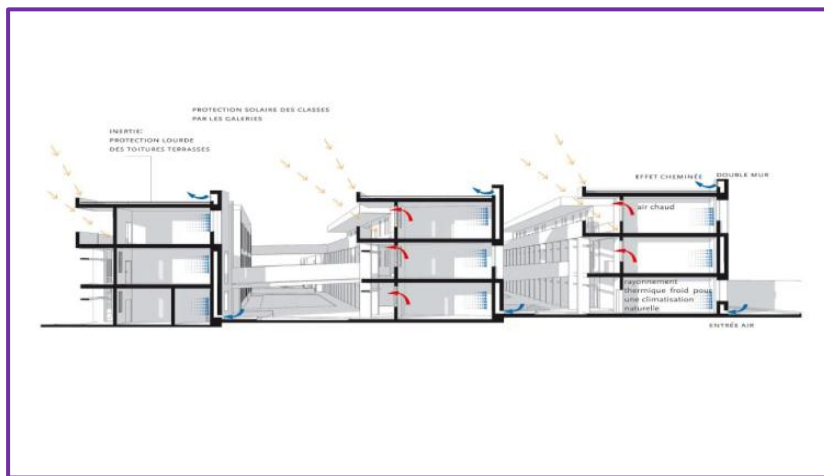 PROTECTION SOLAIRE DES CLASSES
PAR LES GALERIES
INERTIE:
PROTECTION LOURDE
DES TOITURES TERRASSES
EFFET CHEMINÉE
DOUBLE MUR
air chaud
rayonnement
thermique froid pour
une climatisation
naturelle
ENTRÉE AIR